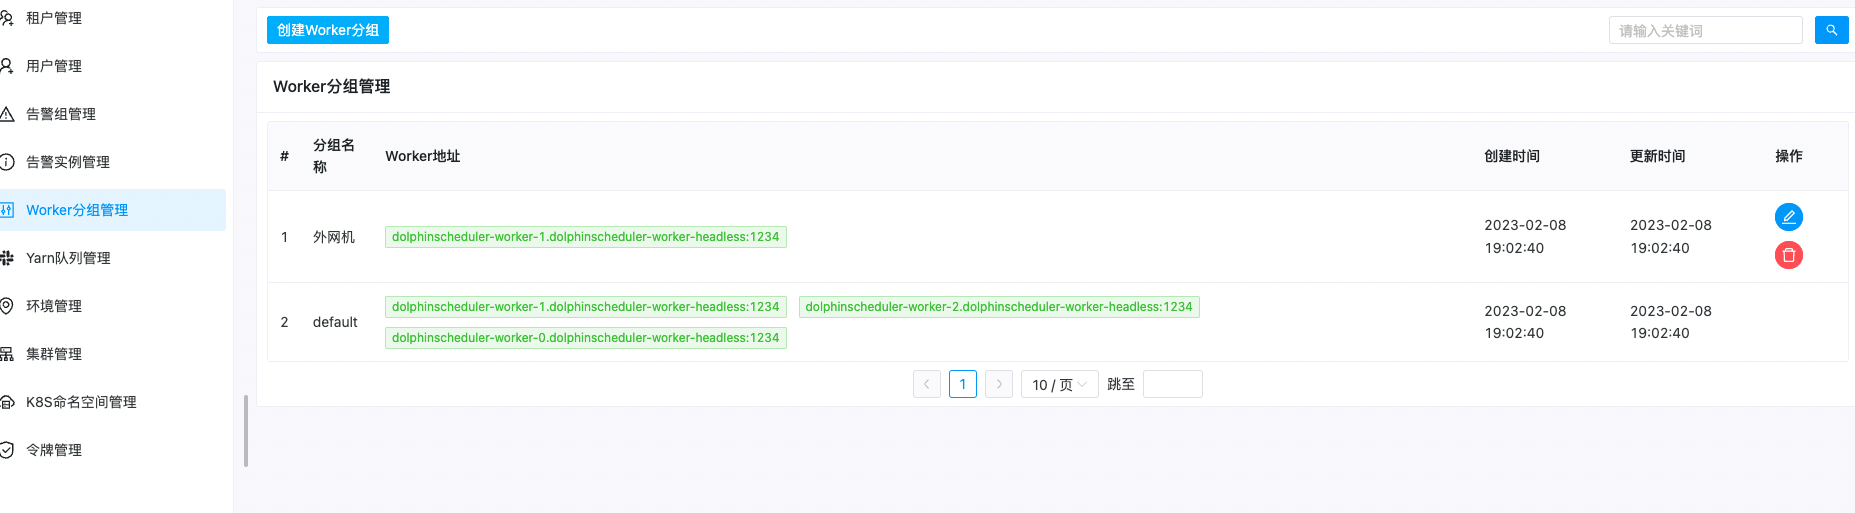 租户管理
用户管理
告警组管理
告警实例管理
Worker分组管理
Yarn队列管理
环境管理
集群管理
K8S命名空间管理
令牌管理
创建Worker分组
请输入关键词
Worker分组管理
# 分组名称 Worker地址 创建时间 更新时间 操作
1 外网机 dolphinscheduler-worker-1.dolphinscheduler-worker-headless:1234 2023-02-08 19:02:40 2023-02-08 19:02:40
2 default dolphinscheduler-worker-1.dolphinscheduler-worker-headless:1234 dolphinscheduler-worker-2.dolphinscheduler-worker-headless:1234
dolphinscheduler-worker-0.dolphinscheduler-worker-headless:1234 2023-02-08 19:02:40 2023-02-08 19:02:40
1 10 / 页 跳至